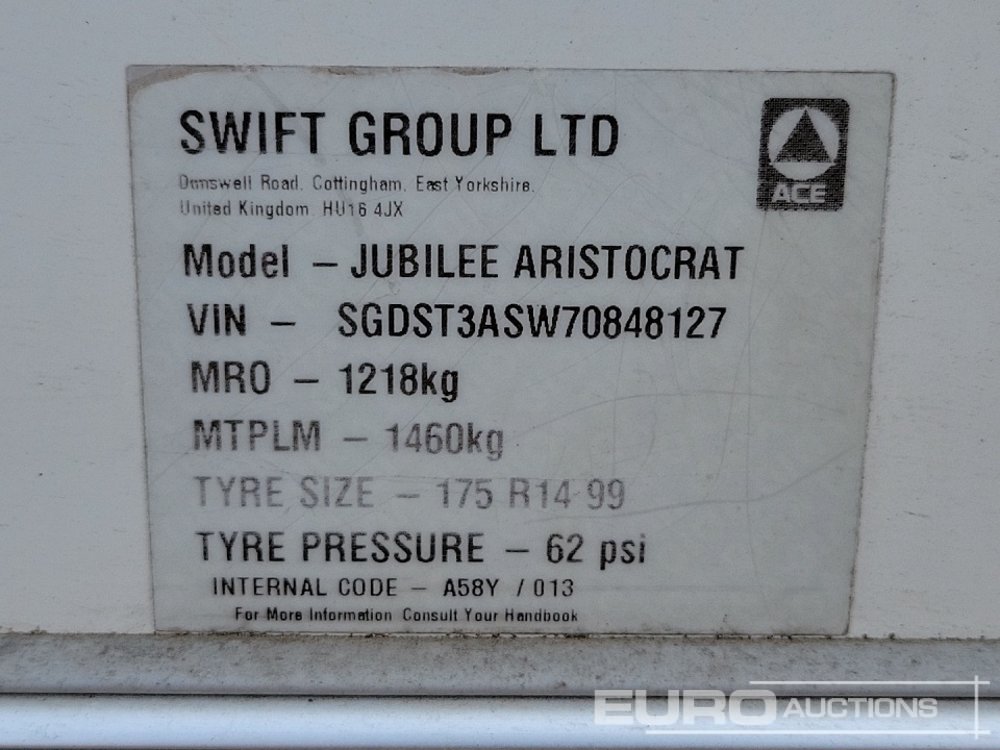 SWIFT GROUP LTD
Dunswell Road, Cottingham, East Yorkshire,
United Kingdom, HU16 4JX
ACE
Model – JUBILEE ARISTOCRAT
VIN – SGDST3ASW70848127
MRO – 1218kg
MTPLM – 1460kg
TYRE SIZE – 175 R14 99
TYRE PRESSURE – 62 psi
INTERNAL CODE – A58Y / 013
For More Information Consult Your Handbook
EURO AUCTIONS